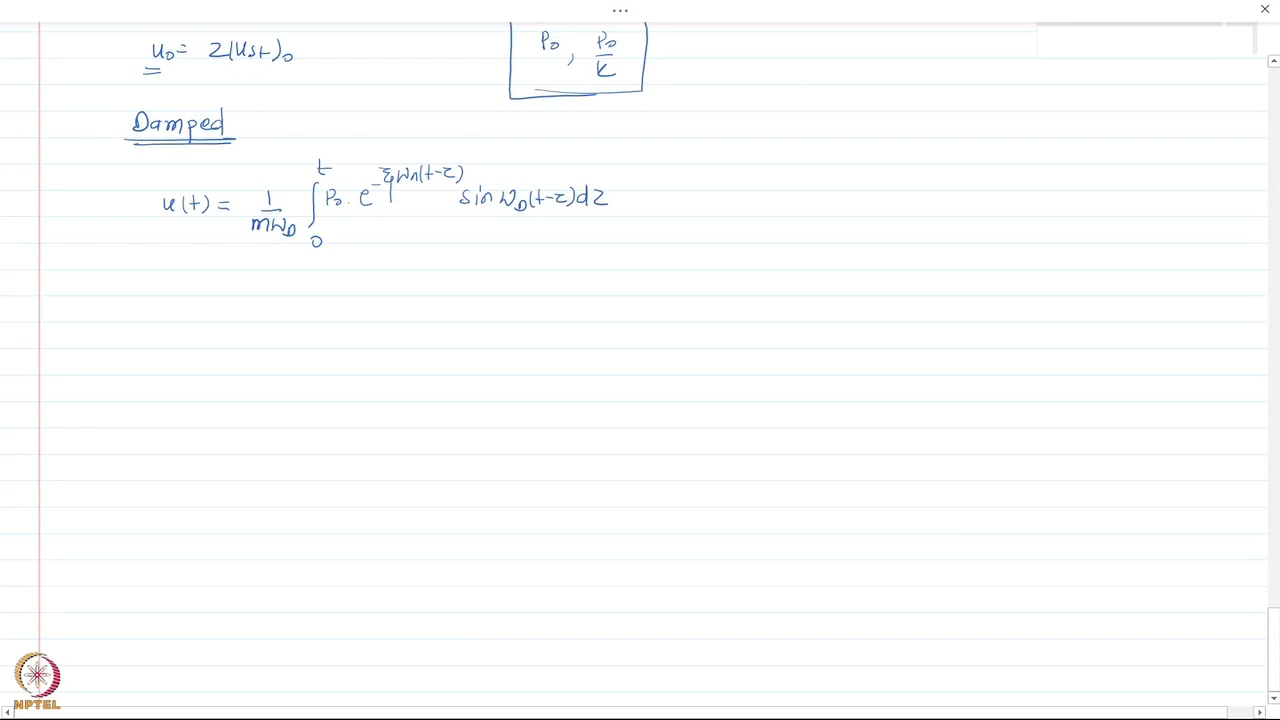 u₀ = 2(ust)₀
P₀, P₀/k
Damped
u(t) = 1/(mω_D) ∫₀ᵗ P₀ · e^(-ξωn(t-τ)) sin ω_D(t-τ)dτ
NPTEL